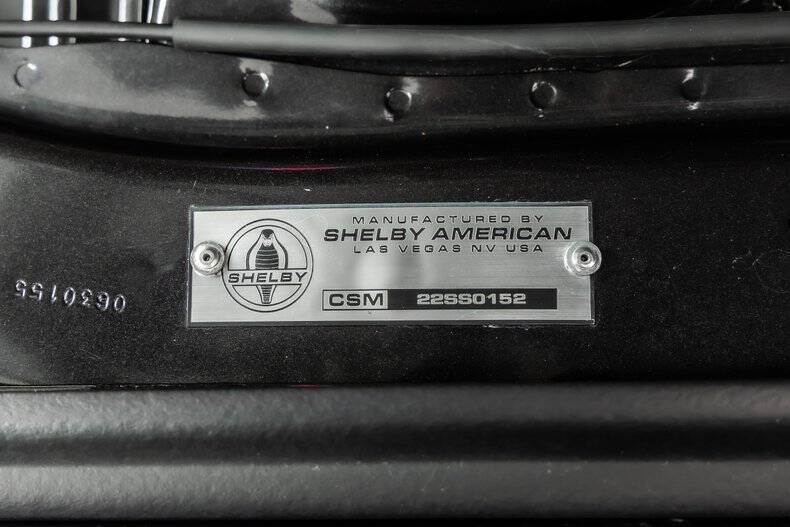 MANUFACTURED BY
SHELBY AMERICAN
LAS VEGAS NV USA
SHELBY
CSM 22SS0152
0630155